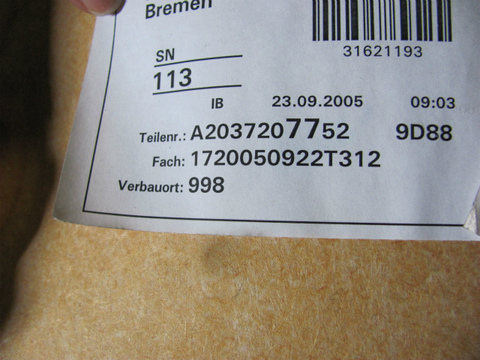 Bremen
31621193
SN
113
IB 23.09.2005 09:03
Teilenr.: A2037207752 9D88
Fach: 1720050922T312
Verbauort: 998